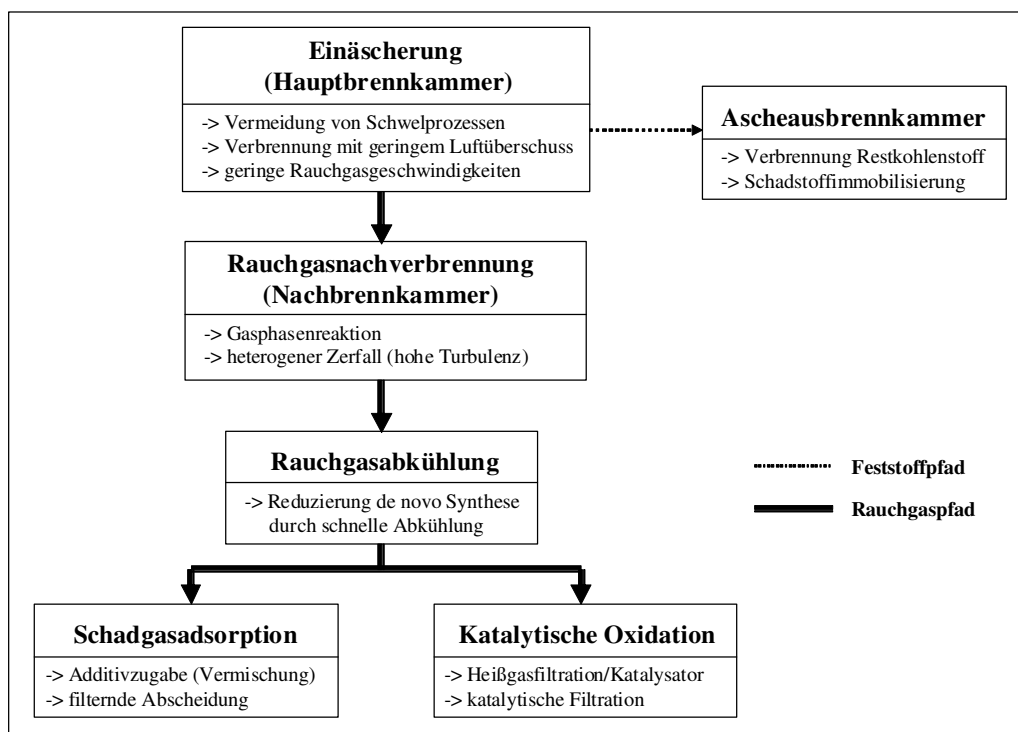 Einäscherung
(Hauptbrennkammer)
-> Vermeidung von Schwelprozessen
-> Verbrennung mit geringem Luftüberschuss
-> geringe Rauchgasgeschwindigkeiten
Ascheausbrennkammer
-> Verbrennung Restkohlenstoff
-> Schadstoffimmobilisierung
Rauchgasnachverbrennung
(Nachbrennkammer)
-> Gasphasenreaktion
-> heterogener Zerfall (hohe Turbulenz)
Rauchgasabkühlung
-> Reduzierung de novo Synthese
durch schnelle Abkühlung
Feststoffpfad
Rauchgaspfad
Schadgasadsorption
-> Additivzugabe (Vermischung)
-> filternde Abscheidung
Katalytische Oxidation
-> Heißgasfiltration/Katalysator
-> katalytische Filtration